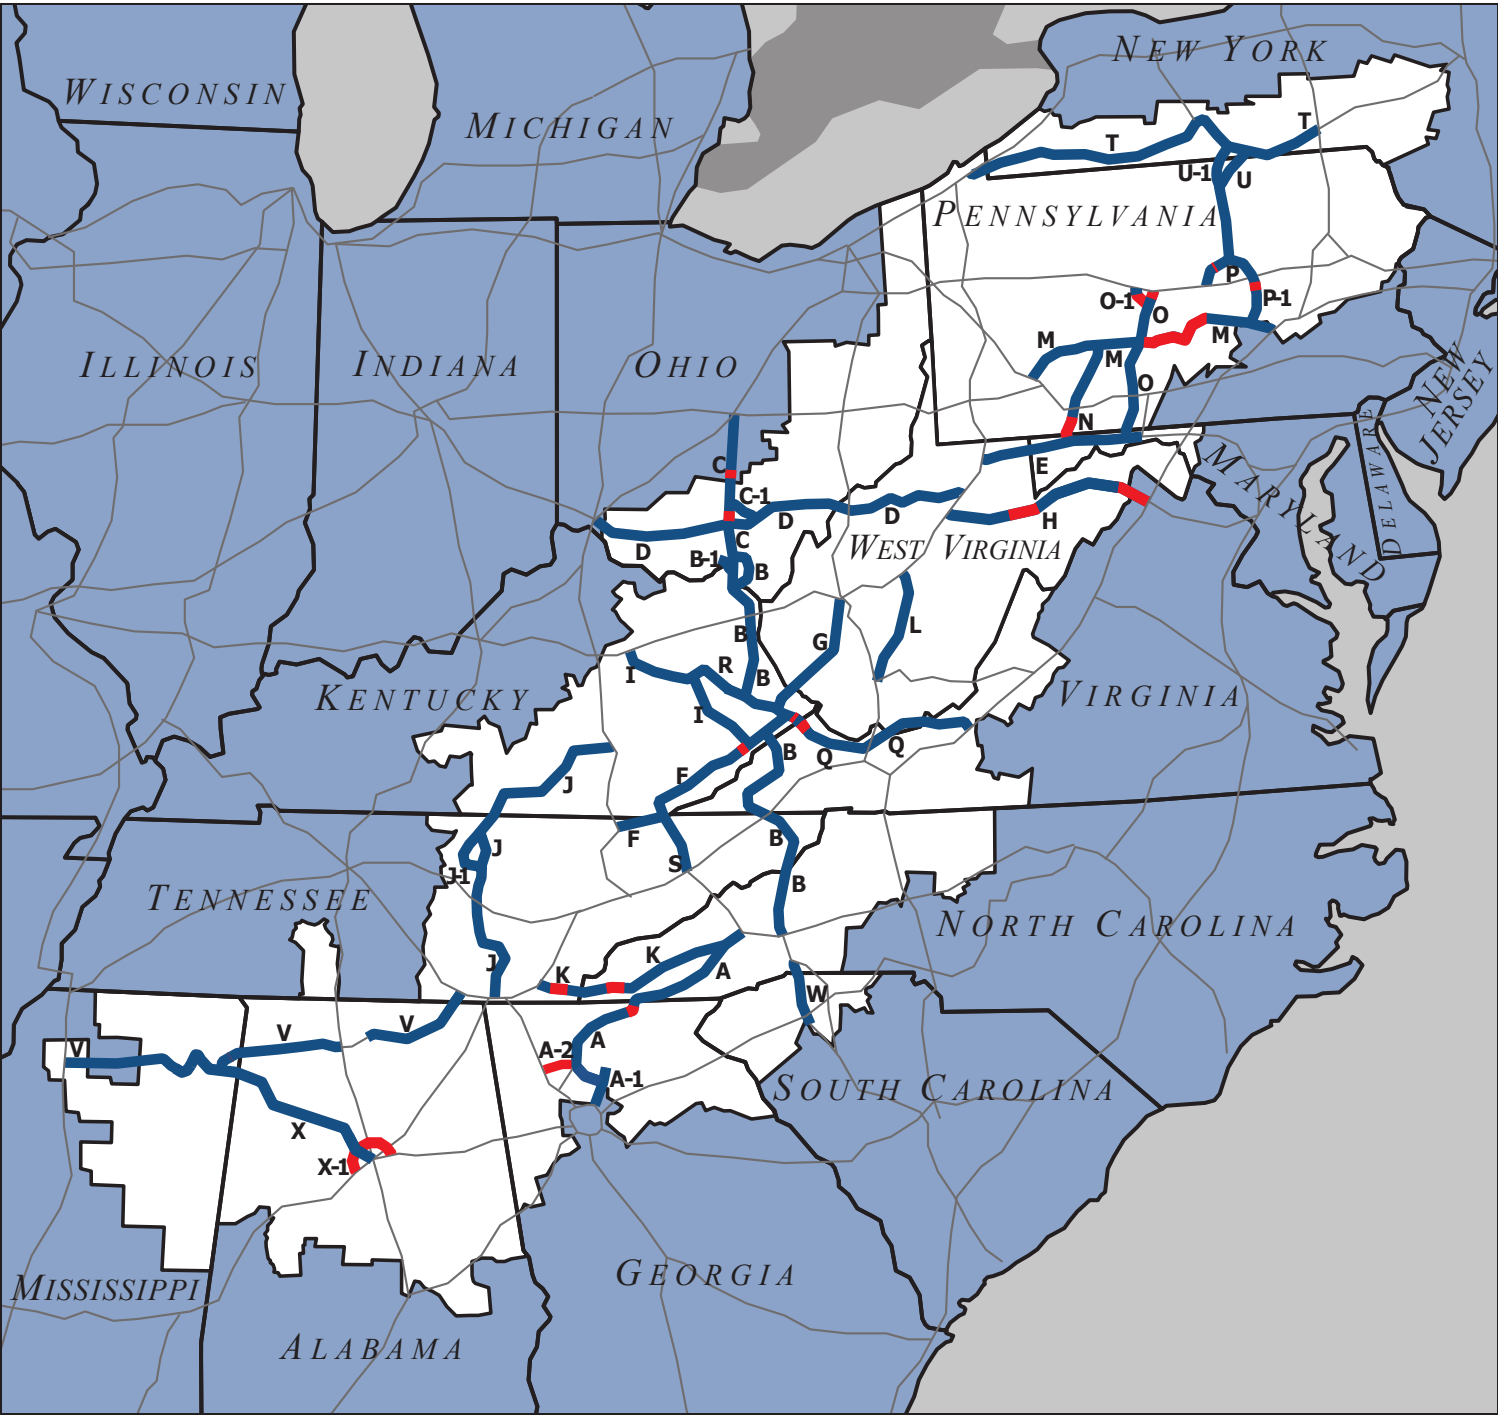 NEW YORK
WISCONSIN
MICHIGAN
T
T
U-1
U
PENNSYLVANIA
P
P-1
O-1
O
M
M
M
O
ILLINOIS
INDIANA
OHIO
NEW
JERSEY
N
E
MARYLAND
DELAWARE
C
C-1
D
D
H
D
C
B-1
B
WEST VIRGINIA
L
B
G
I
R
B
KENTUCKY
VIRGINIA
I
B
Q
Q
F
J
F
B
J
S
J-1
B
TENNESSEE
NORTH CAROLINA
J
K
K
A
W
V
V
V
A
A-2
A-1
SOUTH CAROLINA
X
X-1
MISSISSIPPI
GEORGIA
ALABAMA